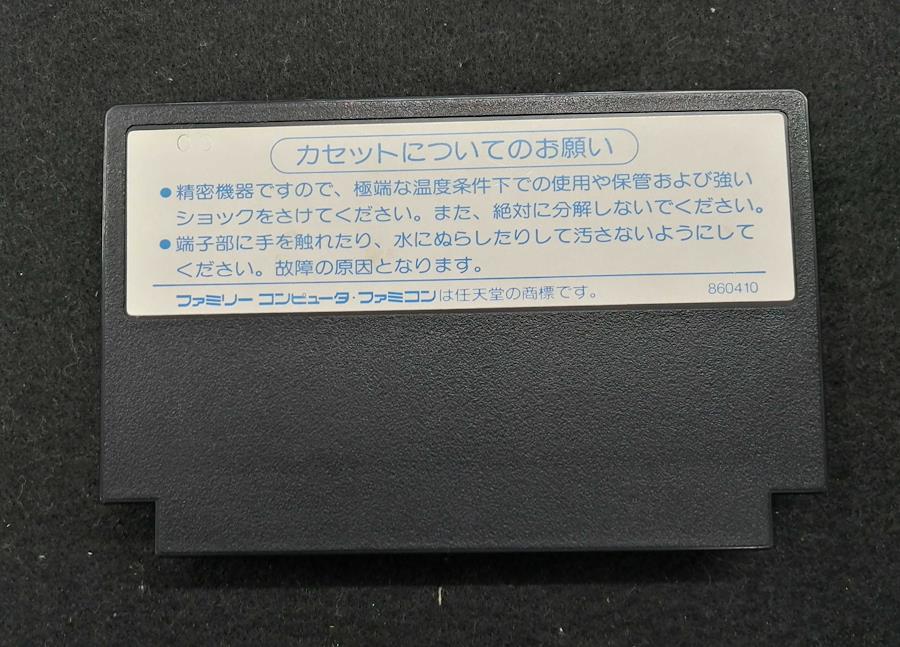 カセットについてのお願い
●精密機器ですので、極端な温度条件下での使用や保管および強い
ショックをさけてください。また、絶対に分解しないでください。
●端子部に手を触れたり、水にぬらしたりして汚さないようにして
ください。故障の原因となります。
ファミリー コンピュータ・ファミコンは任天堂の商標です。 860410